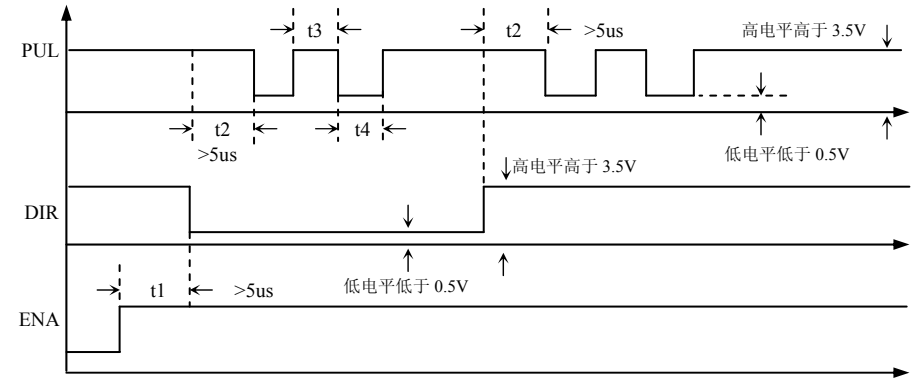 PUL
t3
t2
>5us
高电平高于 3.5V
t2
t4
>5us
低电平低于 0.5V
高电平高于 3.5V
DIR
低电平低于 0.5V
t1
>5us
ENA